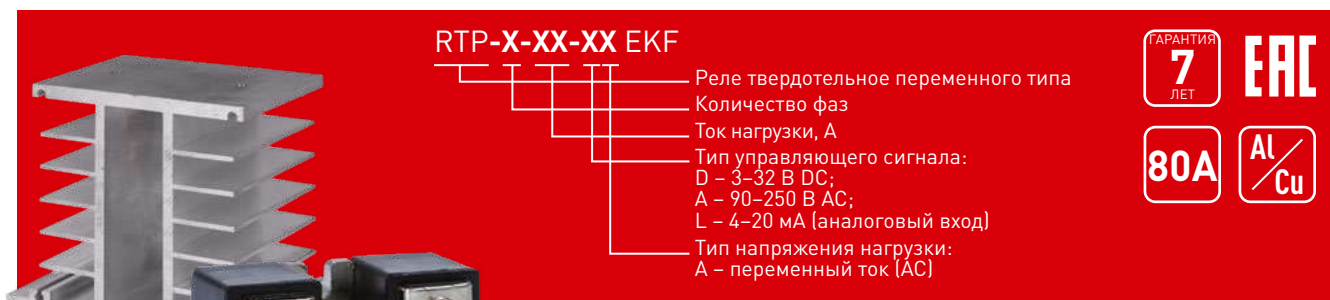 RTP-X-XX-XX EKF
Реле твердотельное переменного типа
Количество фаз
Ток нагрузки, А
Тип управляющего сигнала:
D – 3–32 В DC;
A – 90–250 В AC;
L – 4–20 мА (аналоговый вход)
Тип напряжения нагрузки:
А – переменный ток (AC)
ГАРАНТИЯ
7
ЛЕТ
EAC
80A
Al/Cu